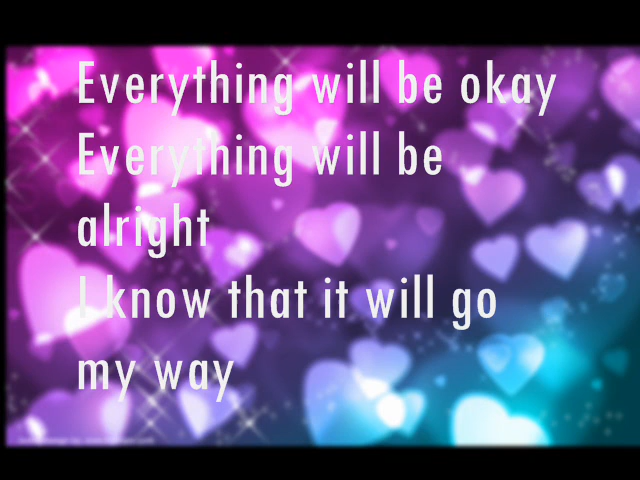 Everything will be okay
Everything will be
alright
I know that it will go
my way